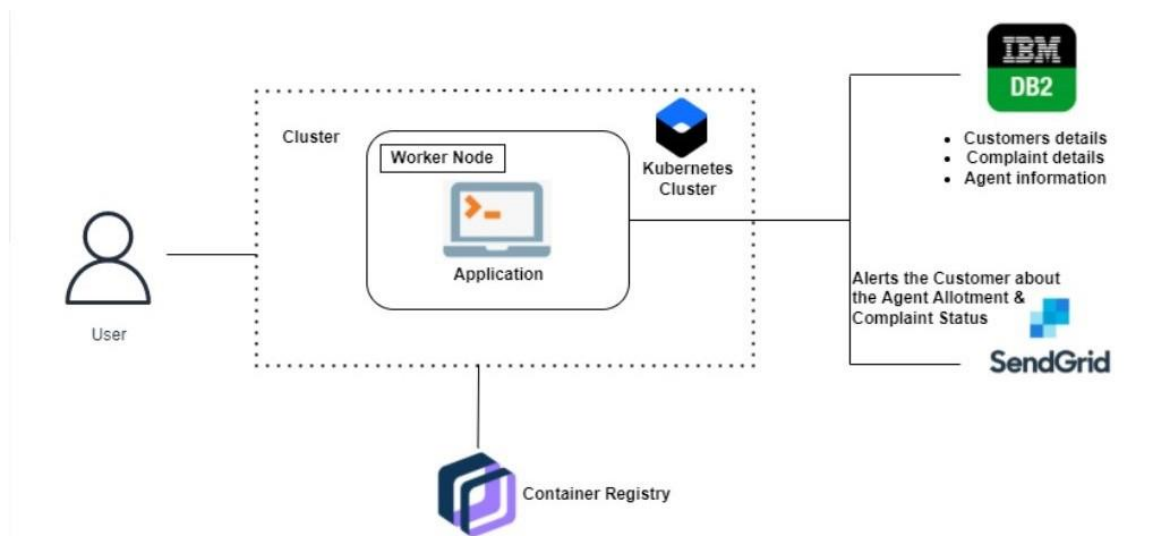 IBM
DB2
• Customers details
• Complaint details
• Agent information
Cluster
Worker Node
Kubernetes
Cluster
Application
User
Alerts the Customer about
the Agent Allotment &
Complaint Status
SendGrid
Container Registry